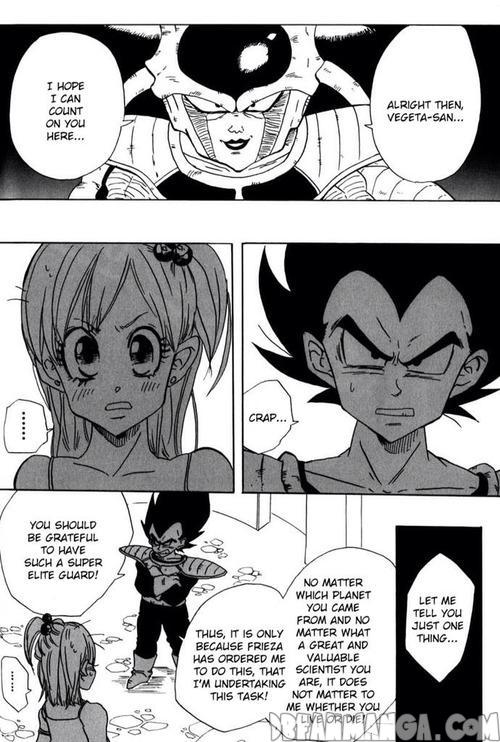 ALRIGHT THEN,
VEGETA-SAN...
I HOPE
I CAN
COUNT
ON YOU
HERE...
CRAP...
.......
LET ME
TELL YOU
JUST ONE
THING...
NO MATTER
WHICH PLANET
YOU CAME
FROM AND NO
MATTER WHAT
A GREAT AND
VALUABLE
SCIENTIST YOU
ARE, IT DOES
NOT MATTER TO
ME WHETHER YOU
LIVE OR DIE!
THUS, IT IS ONLY
BECAUSE FRIEZA
HAS ORDERED ME
TO DO THIS, THAT
I'M UNDERTAKING
THIS TASK!
YOU SHOULD
BE GRATEFUL
TO HAVE
SUCH A SUPER
ELITE GUARD!
......
DBEANMANGA.COM